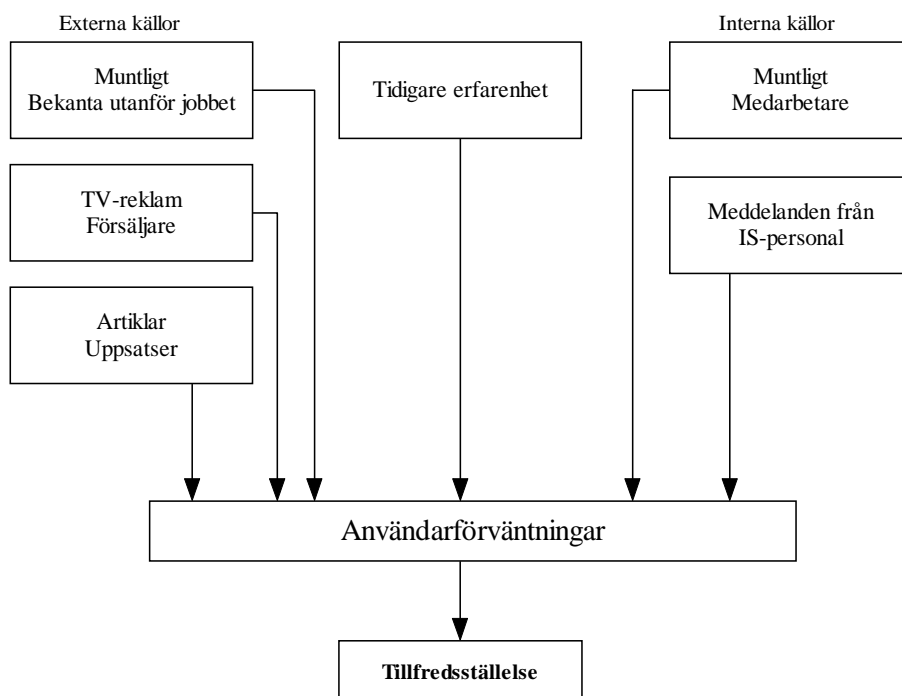 Externa källor
Muntligt
Bekanta utanför jobbet
TV-reklam
Försäljare
Artiklar
Uppsatser
Tidigare erfarenhet
Interna källor
Muntligt
Medarbetare
Meddelanden från
IS-personal
Användarförväntningar
Tillfredsställelse